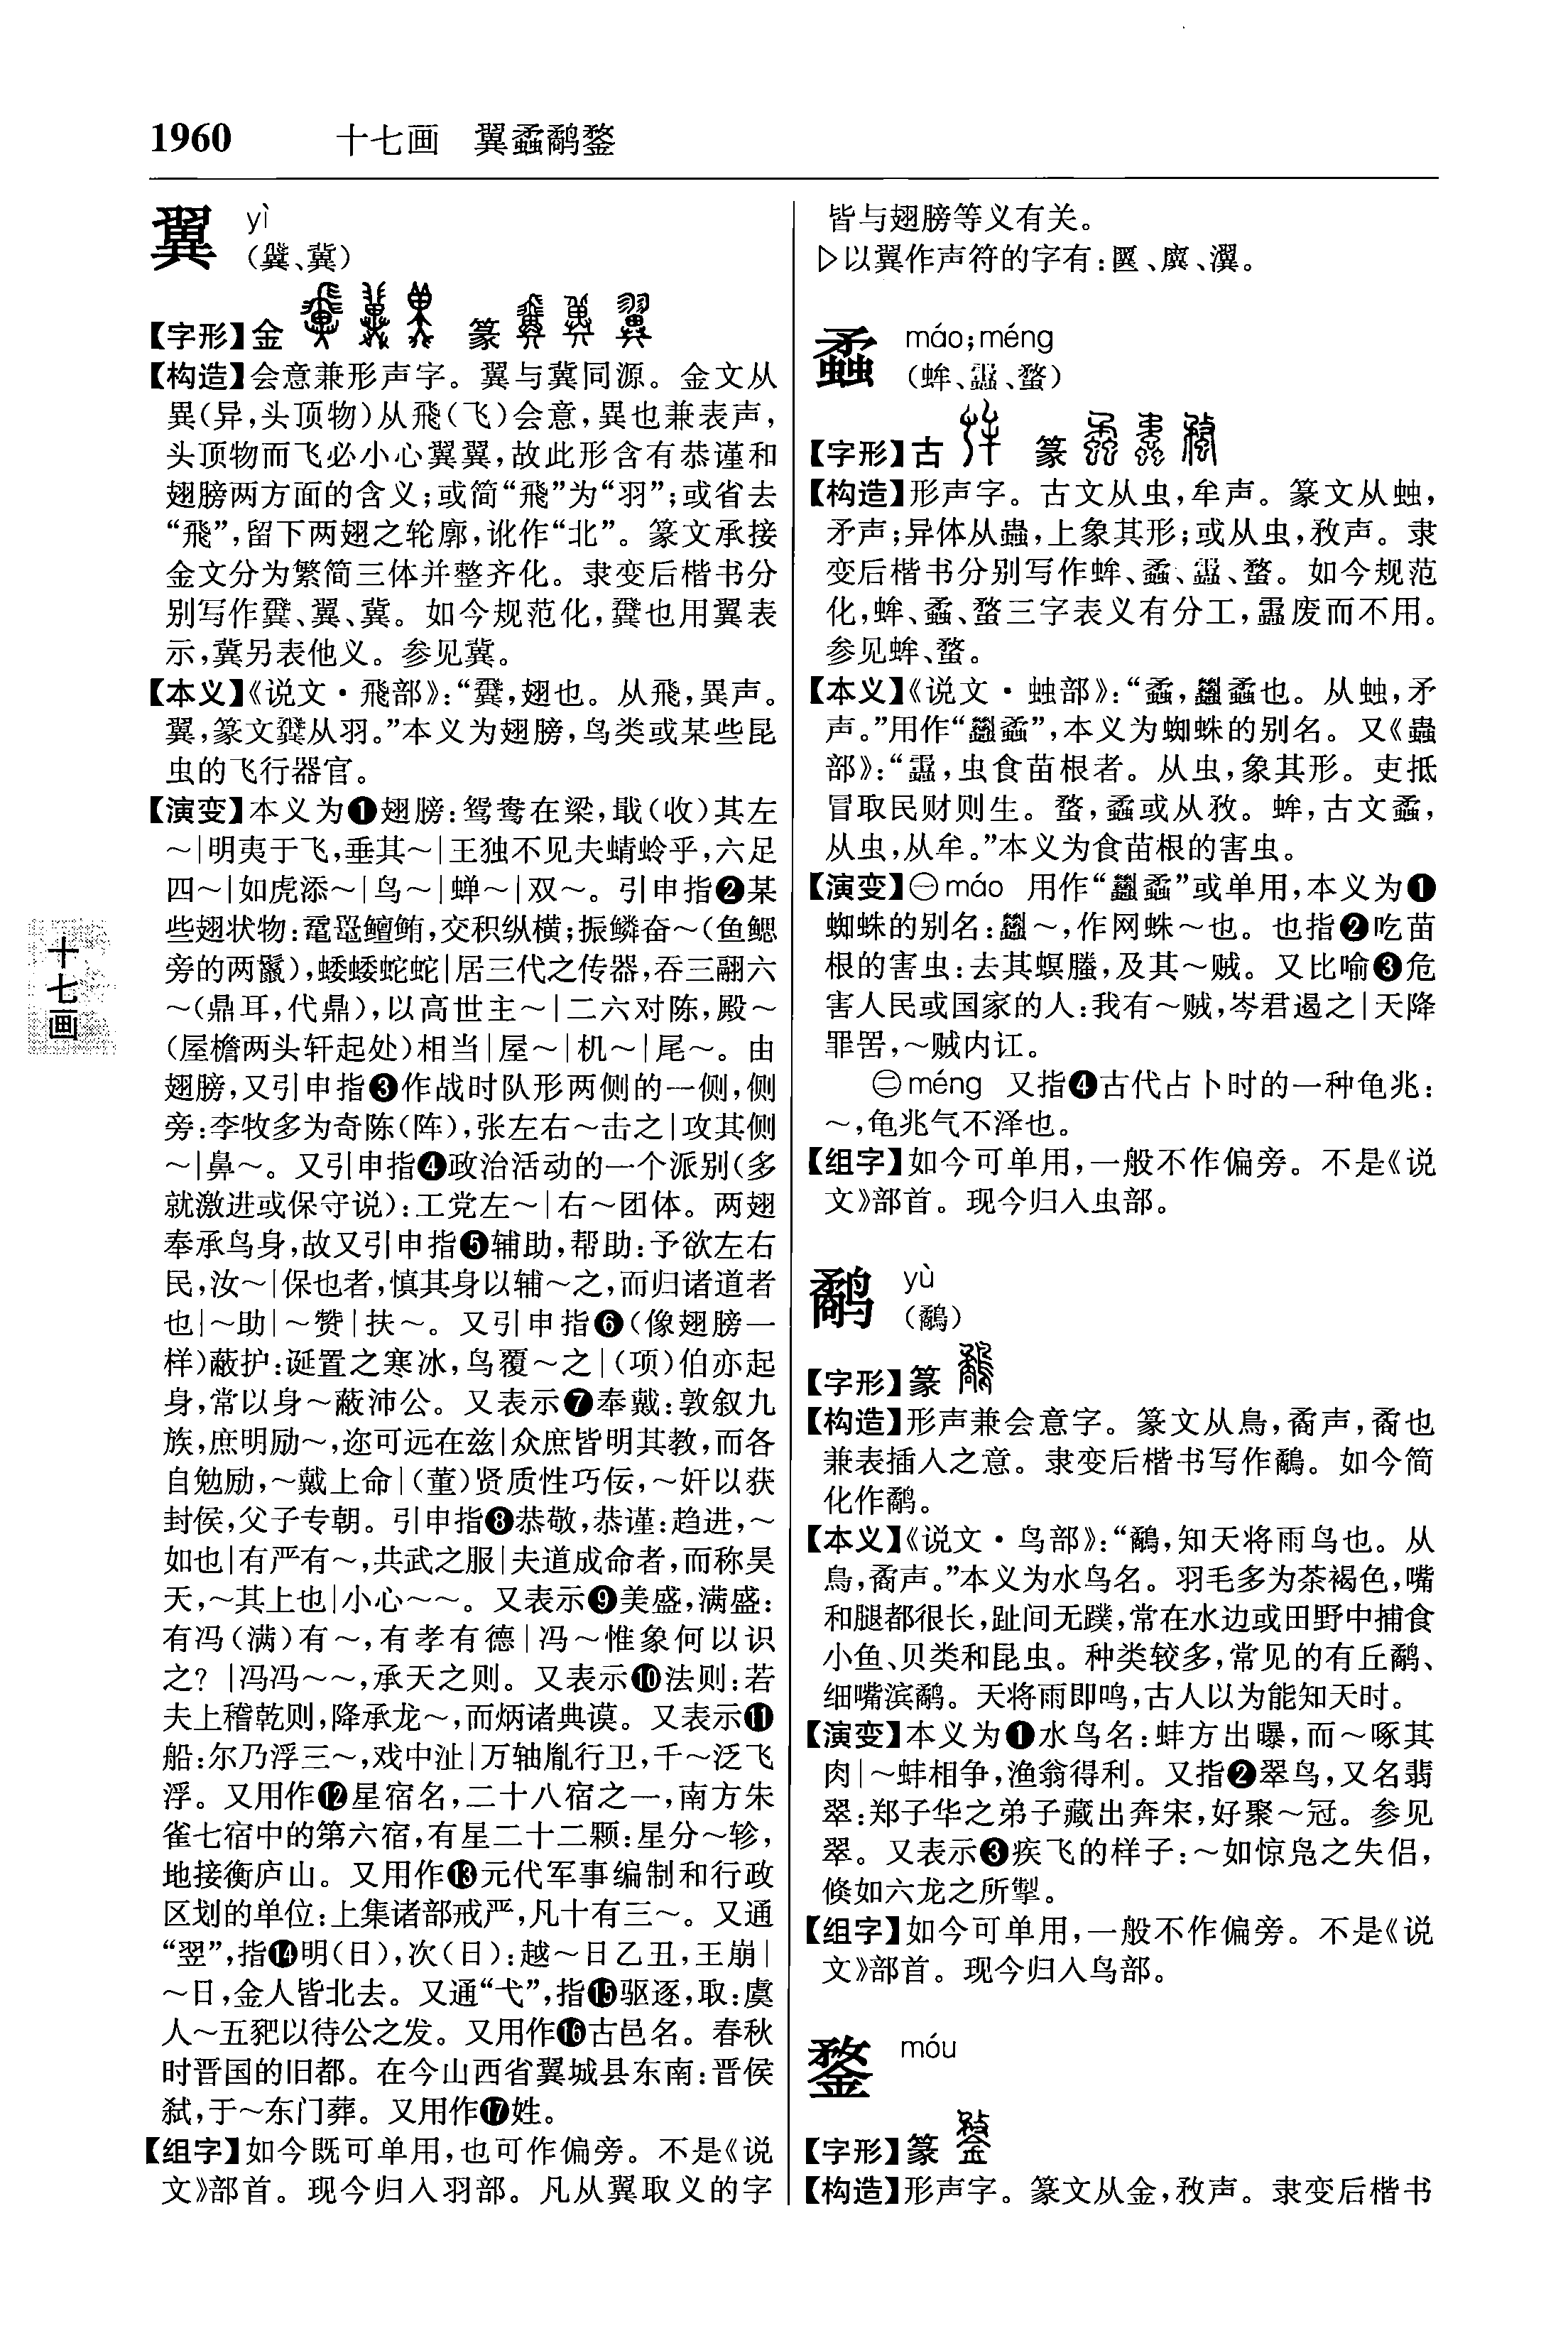 1960 十七画 翼蟊鹬鍪
翼 yì
(䨱、冀)
【字形】金 篆
【构造】会意兼形声字。翼与冀同源。金文从
異(异,头顶物)从飛(飞)会意,異也兼表声,
头顶物而飞必小心翼翼,故此形含有恭谨和
翅膀两方面的含义;或简“飛”为“羽”;或省去
“飛”,留下两翅之轮廓,讹作“北”。篆文承接
金文分为繁简三体并整齐化。隶变后楷书分
别写作䨱、翼、冀。如今规范化,䨱也用翼表
示,冀另表他义。参见冀。
【本义】《说文·飛部》:“䨱,翅也。从飛,異声。
翼,篆文䨱从羽。”本义为翅膀,鸟类或某些昆
虫的飞行器官。
【演变】本义为❶翅膀:鸳鸯在梁,戢(收)其左
～|明夷于飞,垂其～|王独不见夫蜻蛉乎,六足
四～|如虎添～|鸟～|蝉～|双～。引申指❷某
些翅状物:鼋鼍鳣鲔,交积纵横;振鳞奋～(鱼鳃
旁的两鬣),蜲蜲蛇蛇|居三代之传器,吞三翮六
～(鼎耳,代鼎),以高世主～|二六对陈,殿～
(屋檐两头轩起处)相当|屋～|机～|尾～。由
翅膀,又引申指❸作战时队形两侧的一侧,侧
旁:李牧多为奇陈(阵),张左右～击之|攻其侧
～|鼻～。又引申指❹政治活动的一个派别(多
就激进或保守说):工党左～|右～团体。两翅
奉承鸟身,故又引申指❺辅助,帮助:予欲左右
民,汝～|保也者,慎其身以辅～之,而归诸道者
也|～助|～赞|扶～。又引申指❻(像翅膀一
样)蔽护:诞置之寒冰,鸟覆～之|(项)伯亦起
身,常以身～蔽沛公。又表示❼奉戴:敦叙九
族,庶明励～,迩可远在兹|众庶皆明其教,而各
自勉励,～戴上命|(董)贤质性巧佞,～奸以获
封侯,父子专朝。引申指❽恭敬,恭谨:趋进,～
如也|有严有～,共武之服|夫道成命者,而称昊
天,～其上也|小心～～。又表示❾美盛,满盛:
有冯(满)有～,有孝有德|冯～惟象何以识
之?|冯冯～～,承天之则。又表示❿法则:若
夫上稽乾则,降承龙～,而炳诸典谟。又表示⓫
船:尔乃浮三～,戏中沚|万轴胤行卫,千～泛飞
浮。又用作⓬星宿名,二十八宿之一,南方朱
雀七宿中的第六宿,有星二十二颗:星分～轸,
地接衡庐山。又用作⓭元代军事编制和行政
区划的单位:上集诸部戒严,凡十有三～。又通
“翌”,指⓮明(日),次(日):越～日乙丑,王崩|
～日,金人皆北去。又通“弋”,指⓯驱逐,取:虞
人～五豝以待公之发。又用作⓰古邑名。春秋
时晋国的旧都。在今山西省翼城县东南:晋侯
弑,于～东门葬。又用作⓱姓。
【组字】如今既可单用,也可作偏旁。不是《说
文》部首。现今归入羽部。凡从翼取义的字
皆与翅膀等义有关。
▷以翼作声符的字有:、廙、瀷。
蟊 máo;méng
(蛑、、蝥)
【字形】古 篆
【构造】形声字。古文从虫,牟声。篆文从䖵,
矛声;异体从蟲,上象其形;或从虫,敄声。隶
变后楷书分别写作蛑、蟊、、蝥。如今规范
化,蛑、蟊、蝥三字表义有分工,废而不用。
参见蛑、蝥。
【本义】《说文·䖵部》:“蟊,蟊也。从䖵,矛
声。”用作“蟊”,本义为蜘蛛的别名。又《蟲
部》:“,虫食苗根者。从虫,象其形。吏抵
冒取民财则生。蝥,蟊或从敄。蛑,古文蟊,
从虫,从牟。”本义为食苗根的害虫。
【演变】㊀máo 用作“蟊”或单用,本义为❶
蜘蛛的别名:～,作网蛛～也。也指❷吃苗
根的害虫:去其螟螣,及其～贼。又比喻❸危
害人民或国家的人:我有～贼,岑君遏之|天降
罪罟,～贼内讧。
㊁méng 又指❹古代占卜时的一种龟兆:
～,龟兆气不泽也。
【组字】如今可单用,一般不作偏旁。不是《说
文》部首。现今归入虫部。
鹬 yù
(鷸)
【字形】篆
【构造】形声兼会意字。篆文从鳥,矞声,矞也
兼表插入之意。隶变后楷书写作鷸。如今简
化作鹬。
【本义】《说文·鸟部》:“鷸,知天将雨鸟也。从
鳥,矞声。”本义为水鸟名。羽毛多为茶褐色,嘴
和腿都很长,趾间无蹼,常在水边或田野中捕食
小鱼、贝类和昆虫。种类较多,常见的有丘鹬、
细嘴滨鹬。天将雨即鸣,古人以为能知天时。
【演变】本义为❶水鸟名:蚌方出曝,而～啄其
肉|～蚌相争,渔翁得利。又指❷翠鸟,又名翡
翠:郑子华之弟子藏出奔宋,好聚～冠。参见
翠。又表示❸疾飞的样子:～如惊凫之失侣,
倏如六龙之所掣。
【组字】如今可单用,一般不作偏旁。不是《说
文》部首。现今归入鸟部。
鍪 móu
【字形】篆
【构造】形声字。篆文从金,敄声。隶变后楷书
十七画